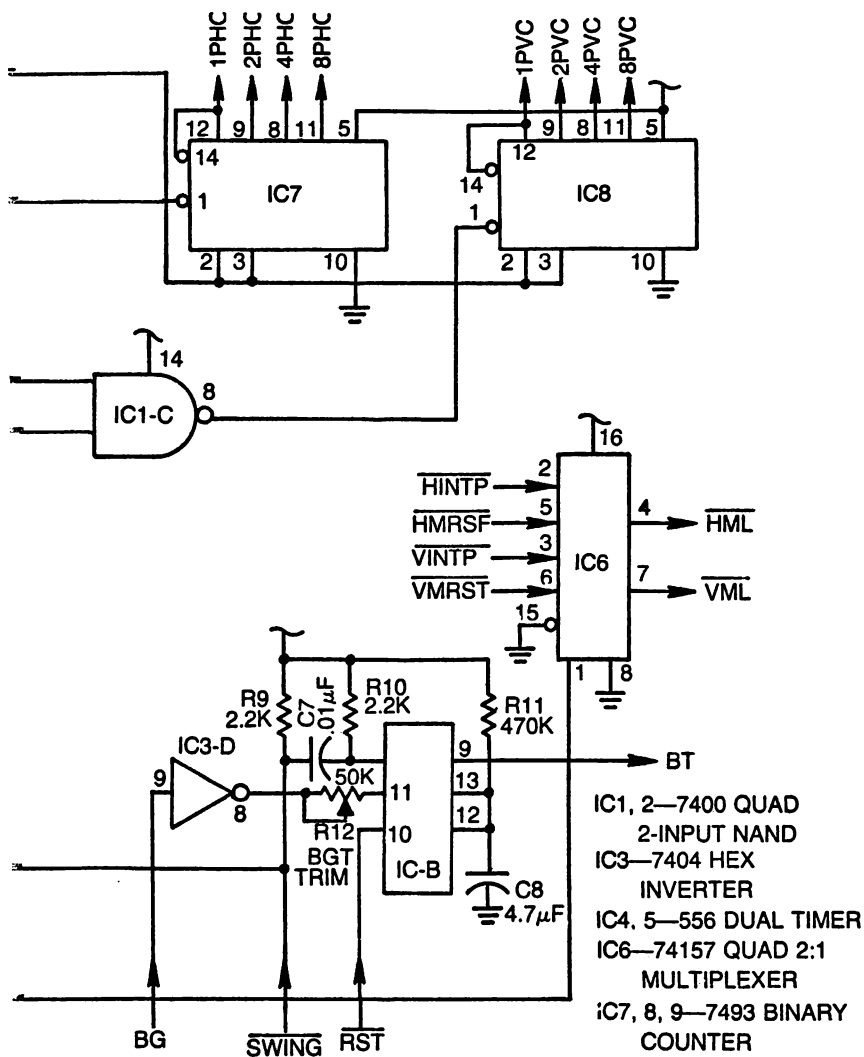 1PHC 2PHC 4PHC 8PHC
1PVC 2PVC 4PVC 8PVC
12 9 8 11 5
14
1
IC7
2 3 10
9 8 11 5
12
14
1
IC8
2 3 10
14
IC1-C
8
16
HINTP 2
HMRSF 5
VINTP 3
VMRST 6
15
IC6
4 HML
7 VML
1 8
R9
2.2K
C7
.01µF
R10
2.2K
R11
470K
IC3-D
9
8
50K
R12
BGT
TRIM
11
10
IC-B
9
13
12
BT
C8
4.7µF
BG
SWING
RST
IC1, 2—7400 QUAD
2-INPUT NAND
IC3—7404 HEX
INVERTER
IC4, 5—556 DUAL TIMER
IC6—74157 QUAD 2:1
MULTIPLEXER
IC7, 8, 9—7493 BINARY
COUNTER